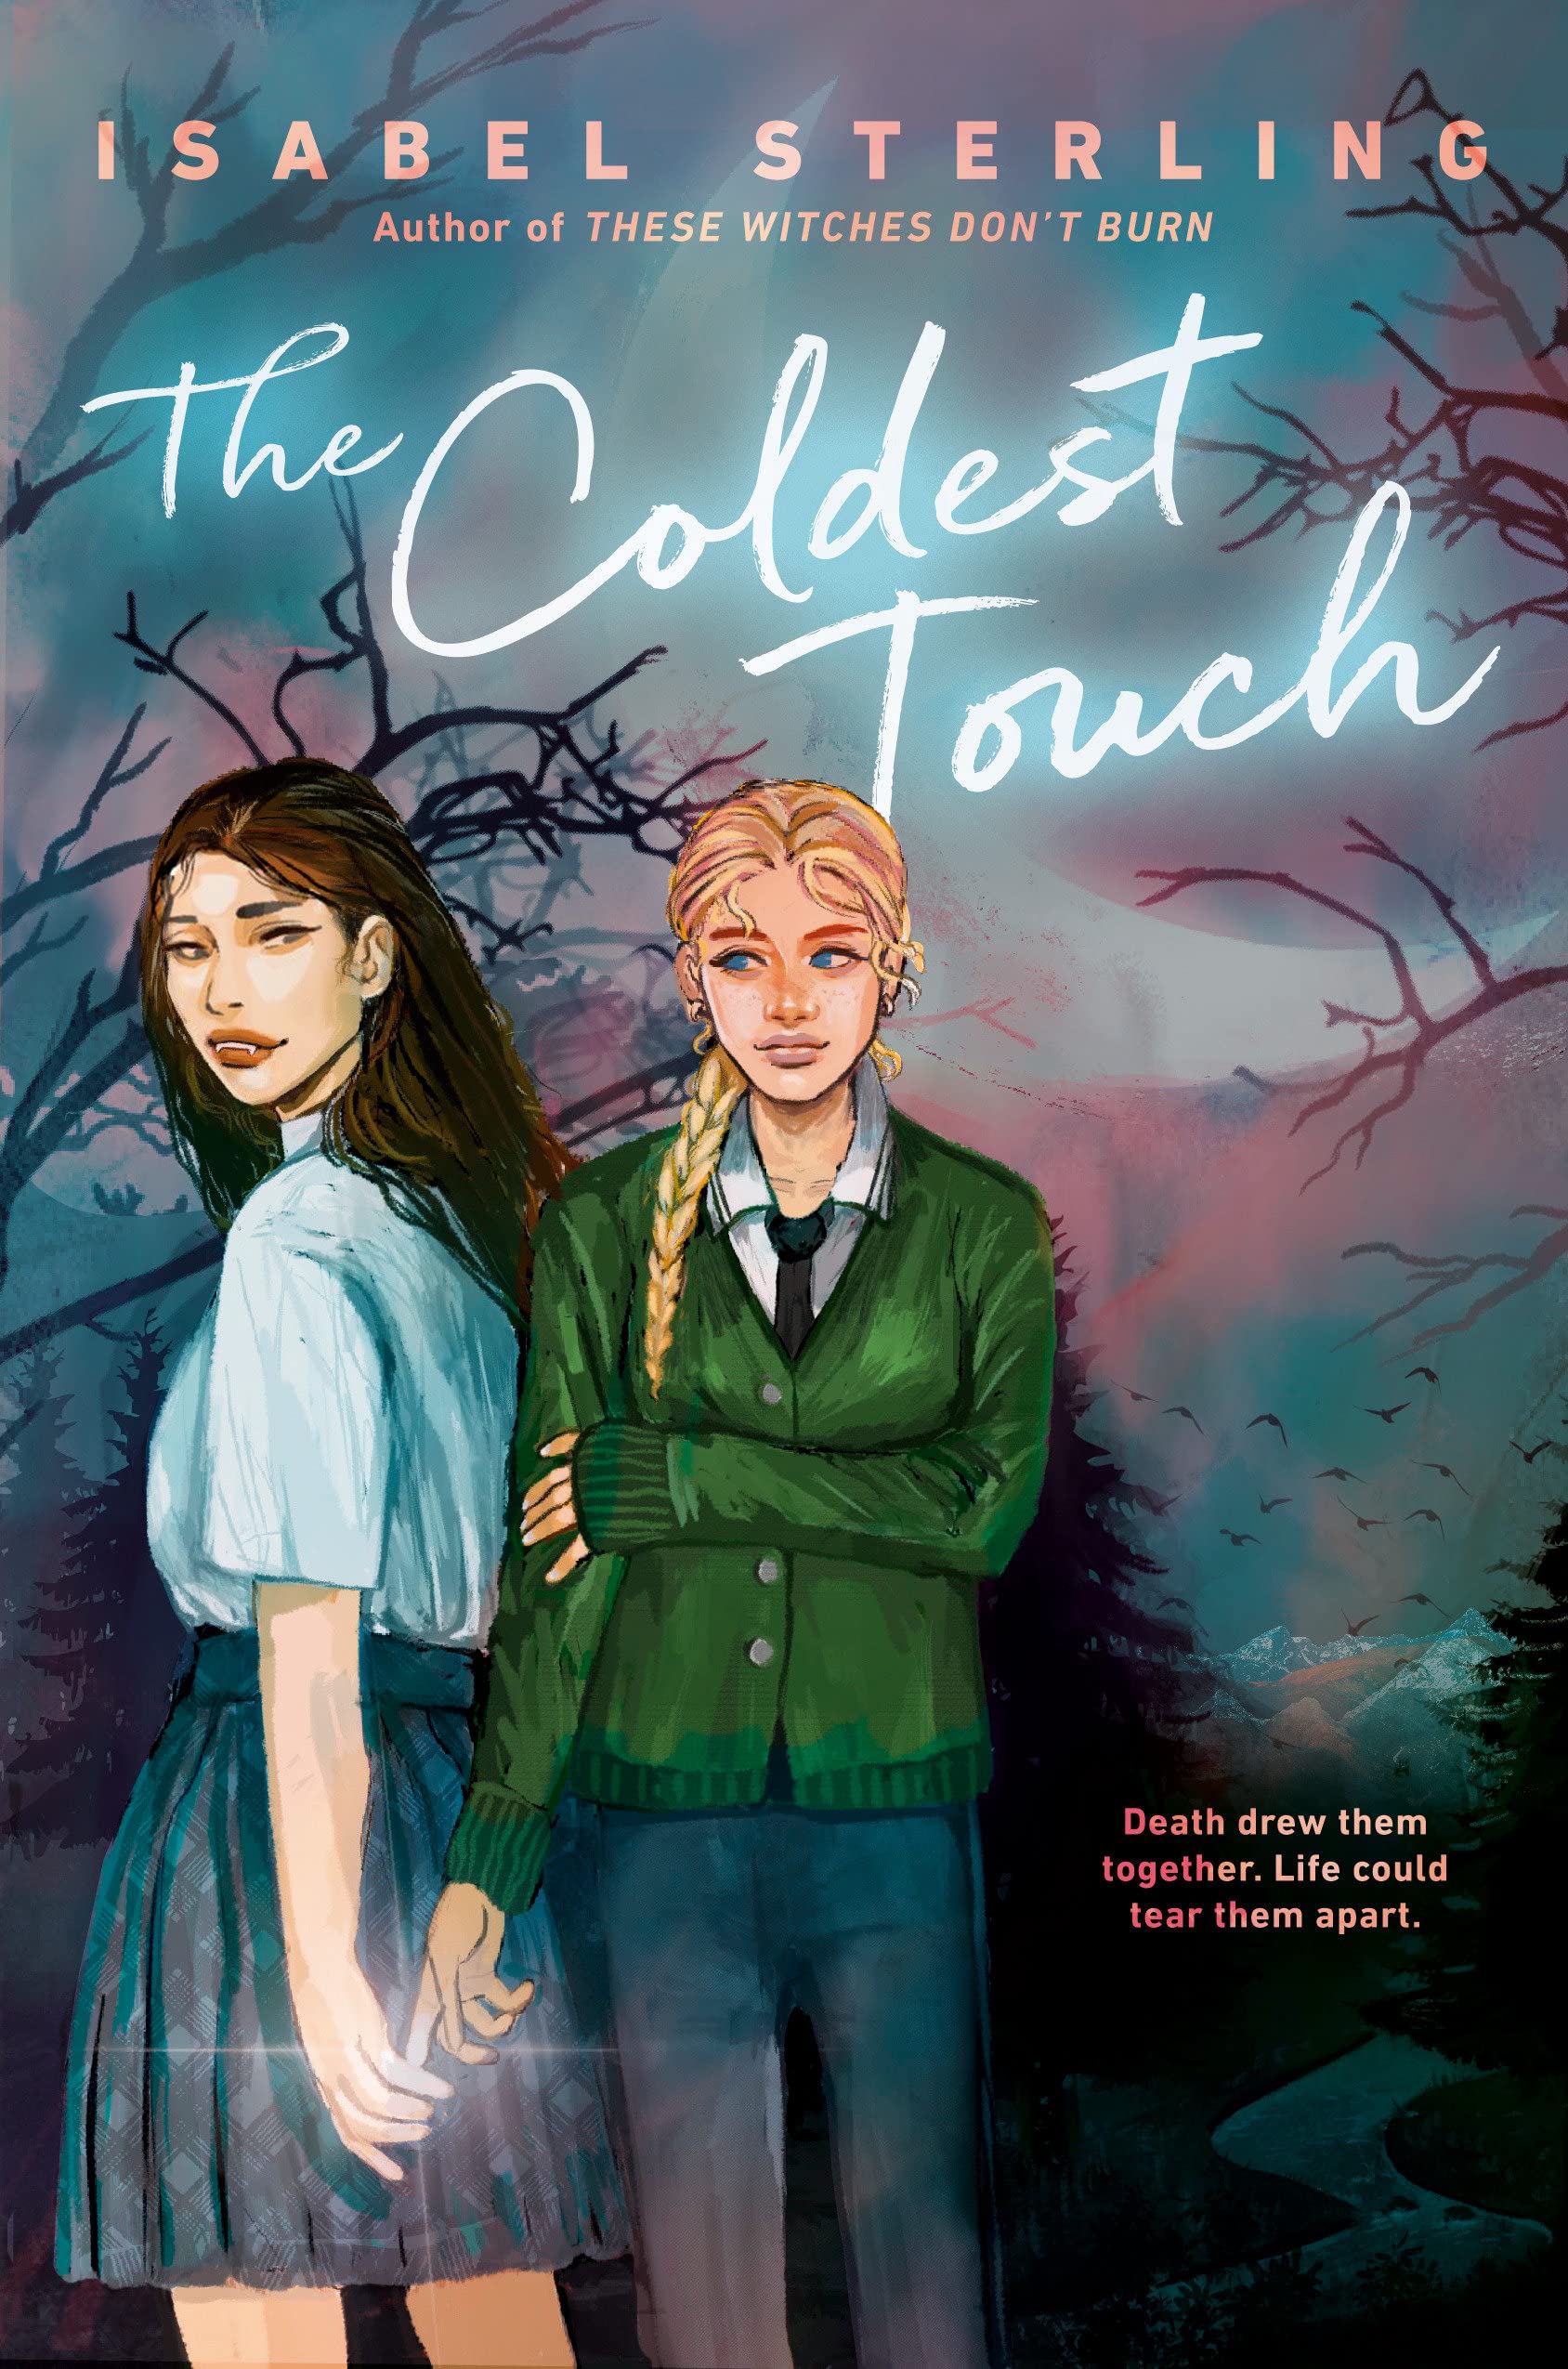 ISABEL STERLING
Author of THESE WITCHES DON'T BURN
The Coldest
Touch
Death drew them
together. Life could
tear them apart.